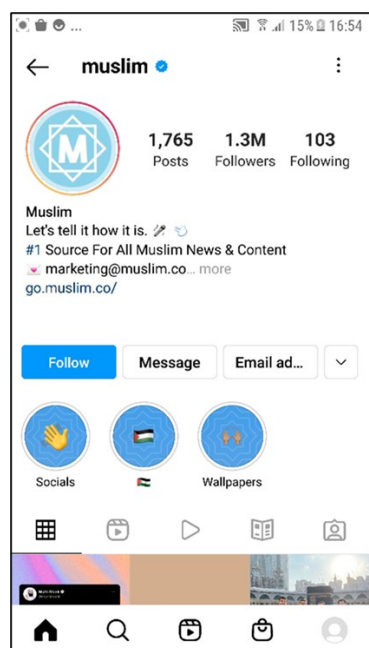 15% 16:54
muslim
M
1,765 1.3M 103
Posts Followers Following
Muslim
Let's tell it how it is.
#1 Source For All Muslim News & Content
marketing@muslim.co... more
go.muslim.co/
Follow Message Email ad...
Socials Wallpapers